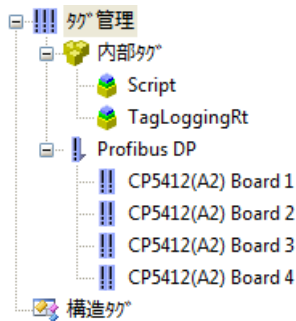 ﾀｸﾞ管理
内部ﾀｸﾞ
Script
TagLoggingRt
Profibus DP
CP5412(A2) Board 1
CP5412(A2) Board 2
CP5412(A2) Board 3
CP5412(A2) Board 4
構造ﾀｸﾞ